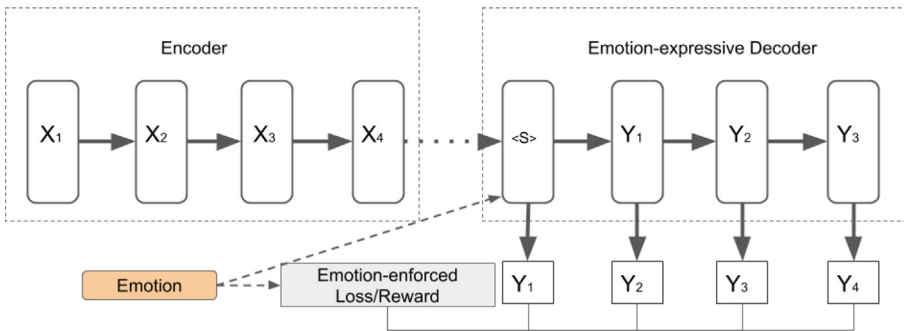 Encoder
Emotion-expressive Decoder
X1 X2 X3 X4 <S> Y1 Y2 Y3
Emotion
Emotion-enforced
Loss/Reward
Y1 Y2 Y3 Y4